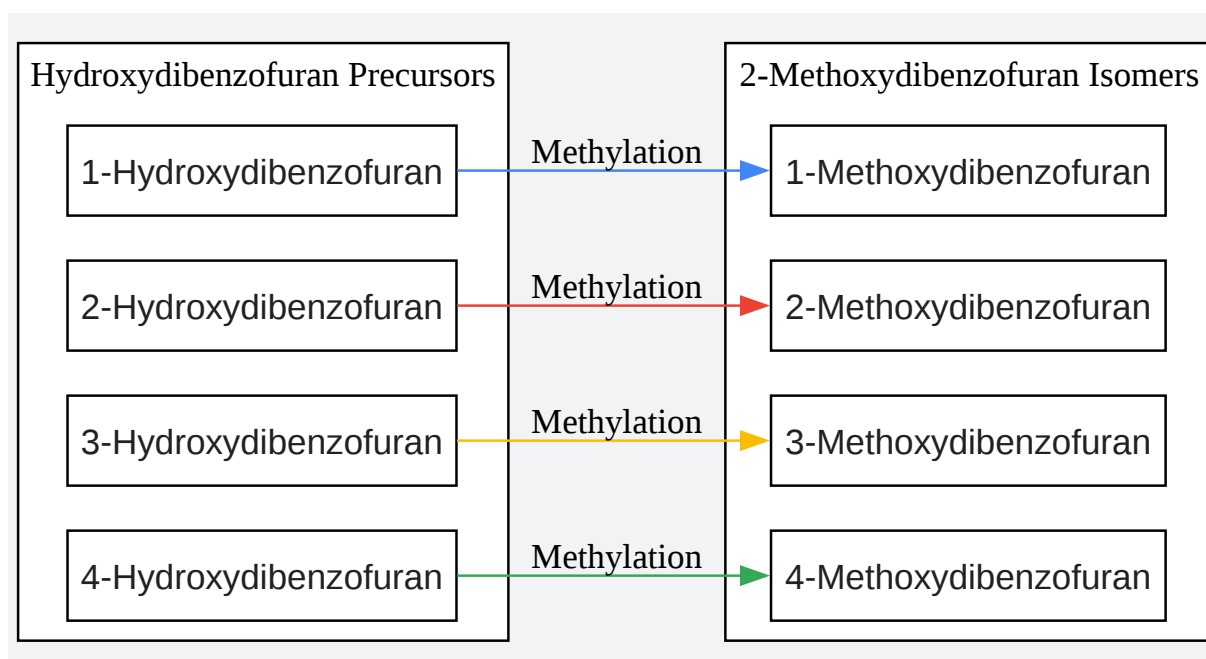 Hydroxydibenzofuran Precursors
2-Methoxydibenzofuran Isomers
1-Hydroxydibenzofuran
Methylation
1-Methoxydibenzofuran
2-Hydroxydibenzofuran
Methylation
2-Methoxydibenzofuran
3-Hydroxydibenzofuran
Methylation
3-Methoxydibenzofuran
4-Hydroxydibenzofuran
Methylation
4-Methoxydibenzofuran